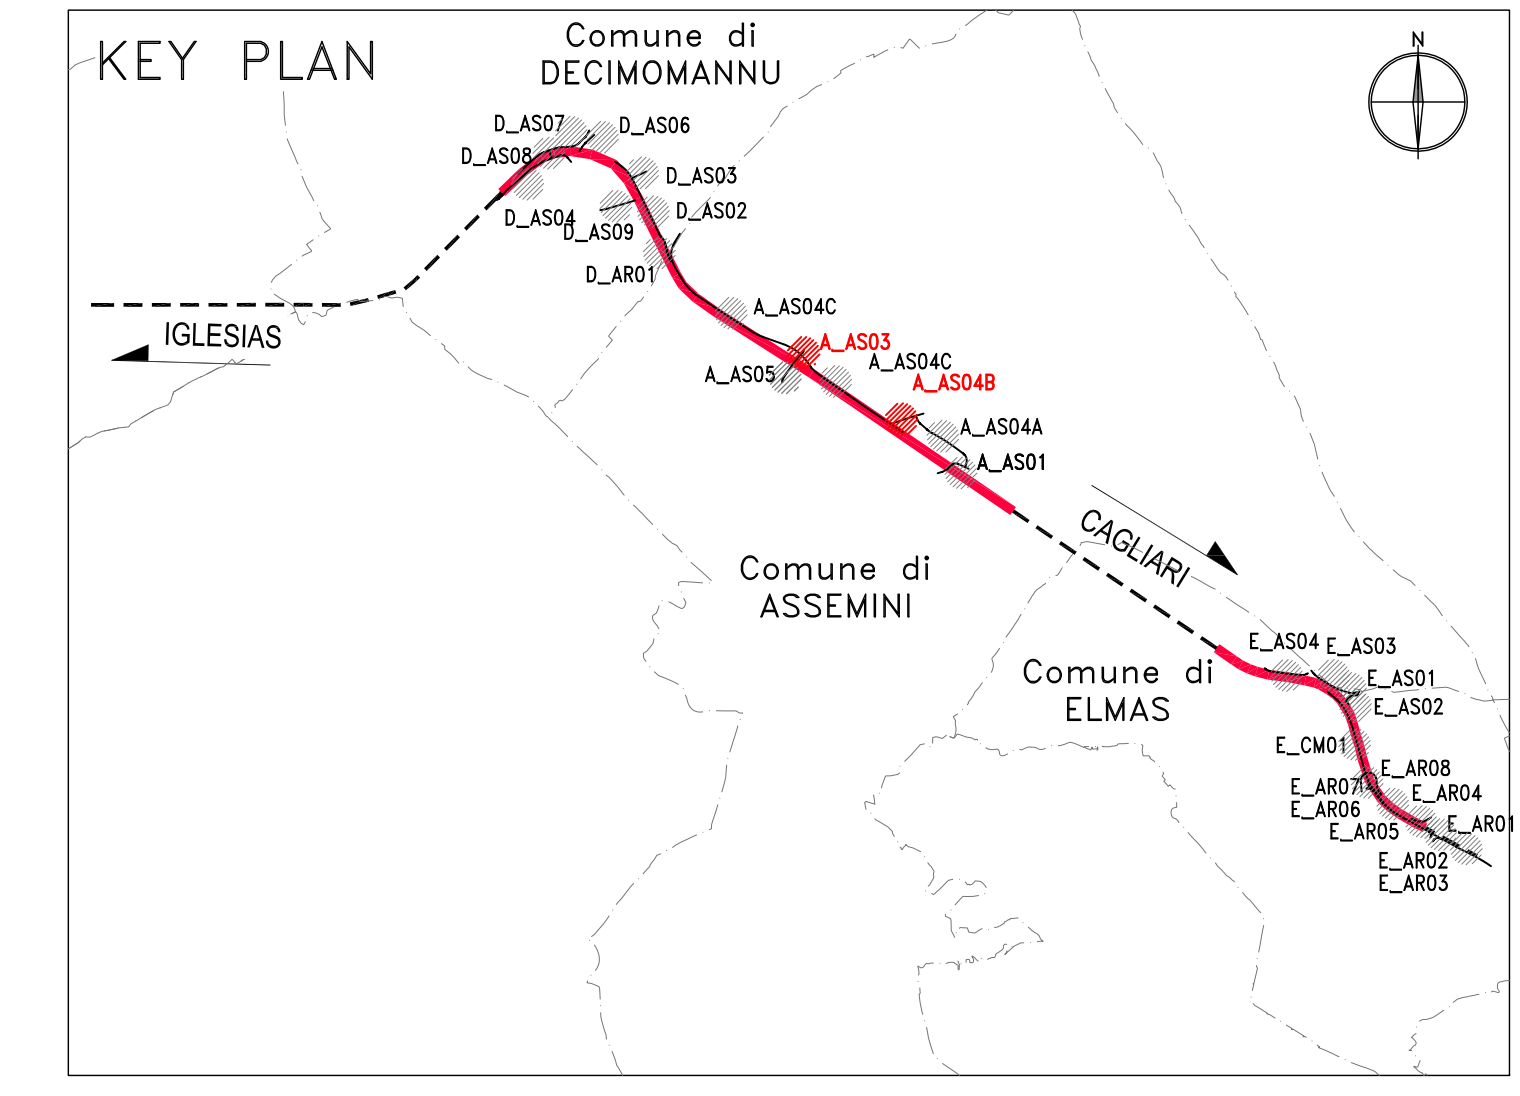 KEY PLAN
Comune di
DECIMOMANNU
N
D_AS07
D_AS06
D_AS08
D_AS03
D_AS04
D_AS02
D_AS09
D_AR01
A_AS04C
IGLESIAS
A_AS03
A_AS04C
A_AS05
A_AS04B
A_AS04A
A_AS01
CAGLIARI
Comune di
ASSEMINI
E_AS04
E_AS03
Comune di
ELMAS
E_AS01
E_AS02
E_CM01
E_AR08
E_AR07
E_AR04
E_AR06
E_AR01
E_AR05
E_AR02
E_AR03